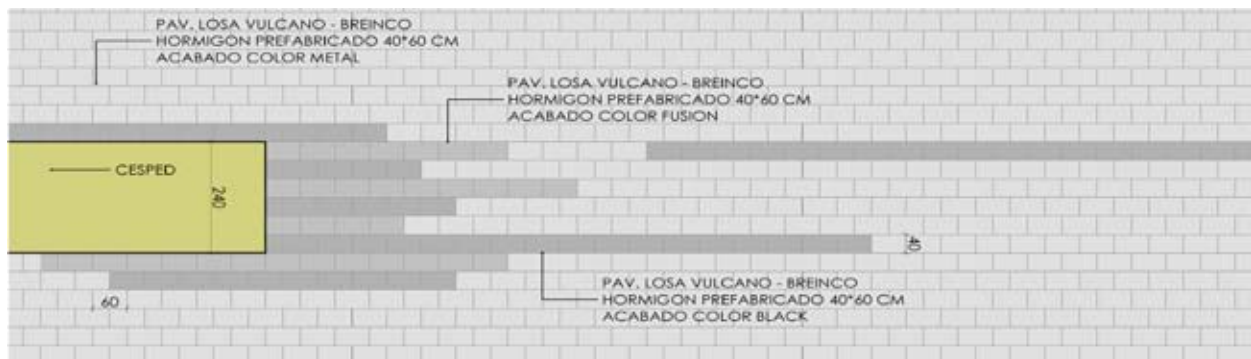 PAV. LOSA VULCANO - BREINCO
HORMIGON PREFABRICADO 40*60 CM
ACABADO COLOR METAL
PAV. LOSA VULCANO - BREINCO
HORMIGON PREFABRICADO 40*60 CM
ACABADO COLOR FUSION
CESPED
240
40
PAV. LOSA VULCANO - BREINCO
HORMIGON PREFABRICADO 40*60 CM
ACABADO COLOR BLACK
60